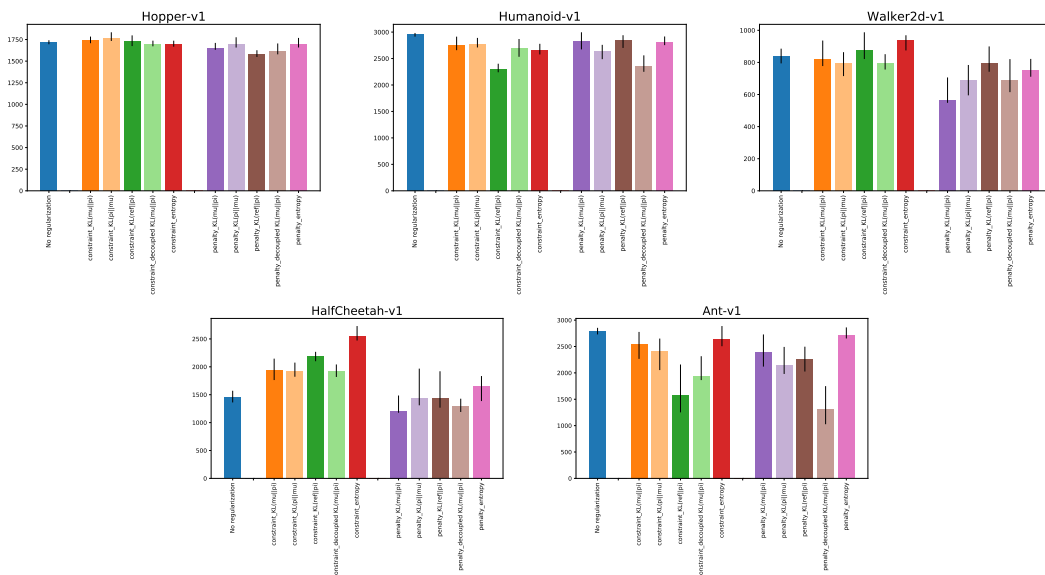 Hopper-v1
1750
1500
1250
1000
750
500
250
0
No regularization
constraint_KL(mu||pi)
constraint_KL(pi||mu)
constraint_KL(ref||pi)
constraint_decoupled KL(mu||pi)
constraint_entropy
penalty_KL(mu||pi)
penalty_KL(pi||mu)
penalty_KL(ref||pi)
penalty_decoupled KL(mu||pi)
penalty_entropy
Humanoid-v1
3000
2500
2000
1500
1000
500
0
No regularization
constraint_KL(mu||pi)
constraint_KL(pi||mu)
constraint_KL(ref||pi)
constraint_decoupled KL(mu||pi)
constraint_entropy
penalty_KL(mu||pi)
penalty_KL(pi||mu)
penalty_KL(ref||pi)
penalty_decoupled KL(mu||pi)
penalty_entropy
Walker2d-v1
1000
800
600
400
200
0
No regularization
constraint_KL(mu||pi)
constraint_KL(pi||mu)
constraint_KL(ref||pi)
constraint_decoupled KL(mu||pi)
constraint_entropy
penalty_KL(mu||pi)
penalty_KL(pi||mu)
penalty_KL(ref||pi)
penalty_decoupled KL(mu||pi)
penalty_entropy
HalfCheetah-v1
2500
2000
1500
1000
500
0
No regularization
constraint_KL(mu||pi)
constraint_KL(pi||mu)
constraint_KL(ref||pi)
onstraint_decoupled KL(mu||pi)
constraint_entropy
penalty_KL(mu||pi)
penalty_KL(pi||mu)
penalty_KL(ref||pi)
penalty_decoupled KL(mu||pi)
penalty_entropy
Ant-v1
3000
2500
2000
1500
1000
500
0
No regularization
constraint_KL(mu||pi)
constraint_KL(pi||mu)
constraint_KL(ref||pi)
onstraint_decoupled KL(mu||pi)
constraint_entropy
penalty_KL(mu||pi)
penalty_KL(pi||mu)
penalty_KL(ref||pi)
penalty_decoupled KL(mu||pi)
penalty_entropy